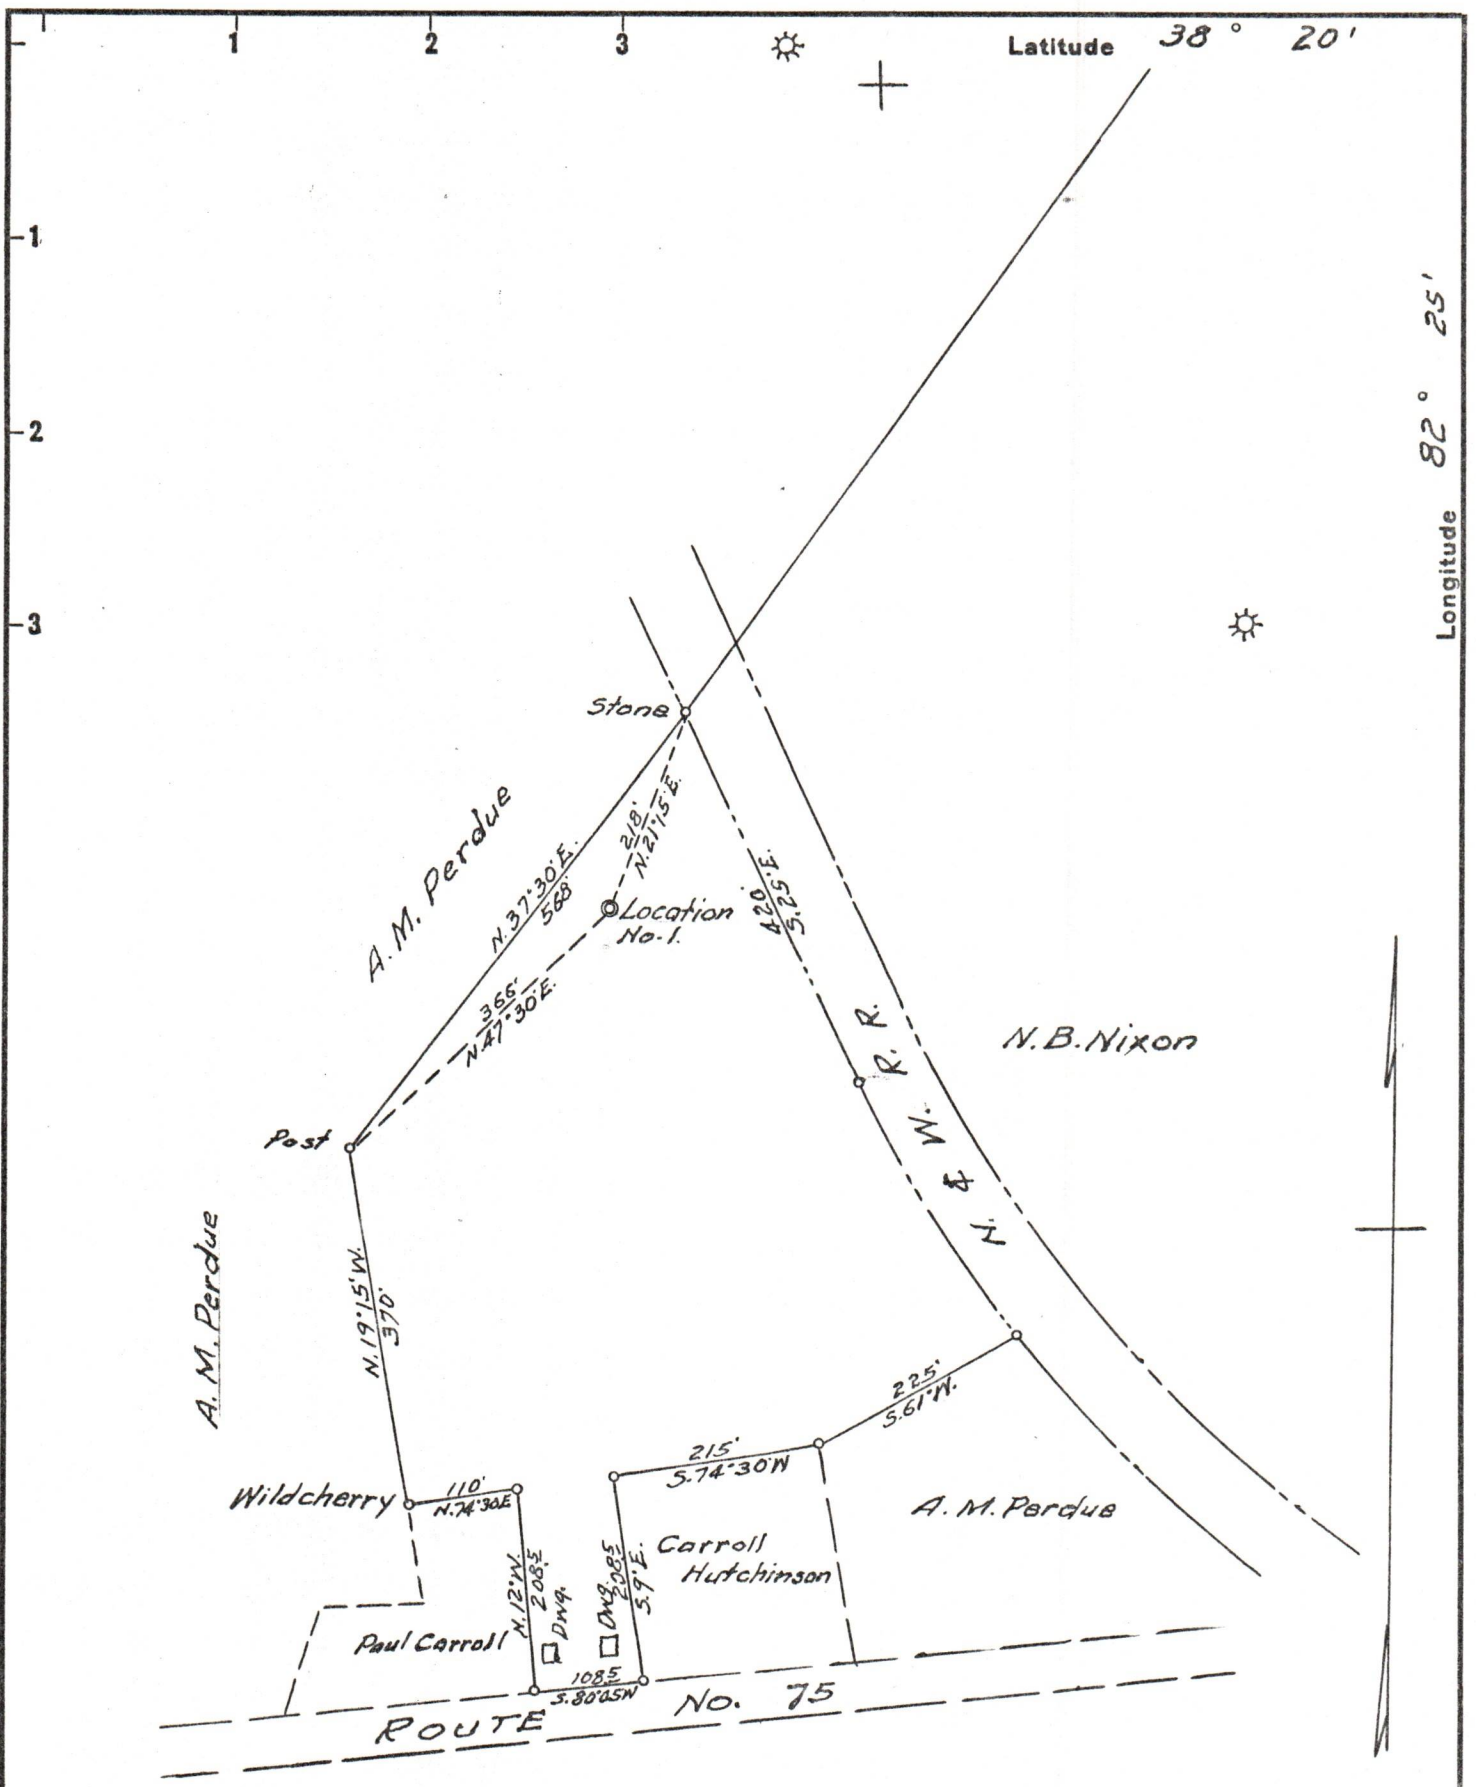 1 2 3
Latitude 38° 20'
-1
-2
-3
Longitude 82° 25'
Stone
A.M. Perdue
N.37°30'E.
568'
218'
N.21°15'E.
Location
No.1.
366'
N.47°30'E.
420'
S.25°E.
N. & W. R. R.
N.B. Nixon
Post
A.M. Perdue
N.19°15'W.
370'
225'
S.61°W.
215'
S.74°30'W
Wildcherry
110'
N.74°30'E
A.M. Perdue
Carroll
Hutchinson
N.12°W.
208.5
Dwg.
Dwg.
208.5
S.9°E.
Paul Carroll
108.5
S.80°05'W
ROUTE No. 75